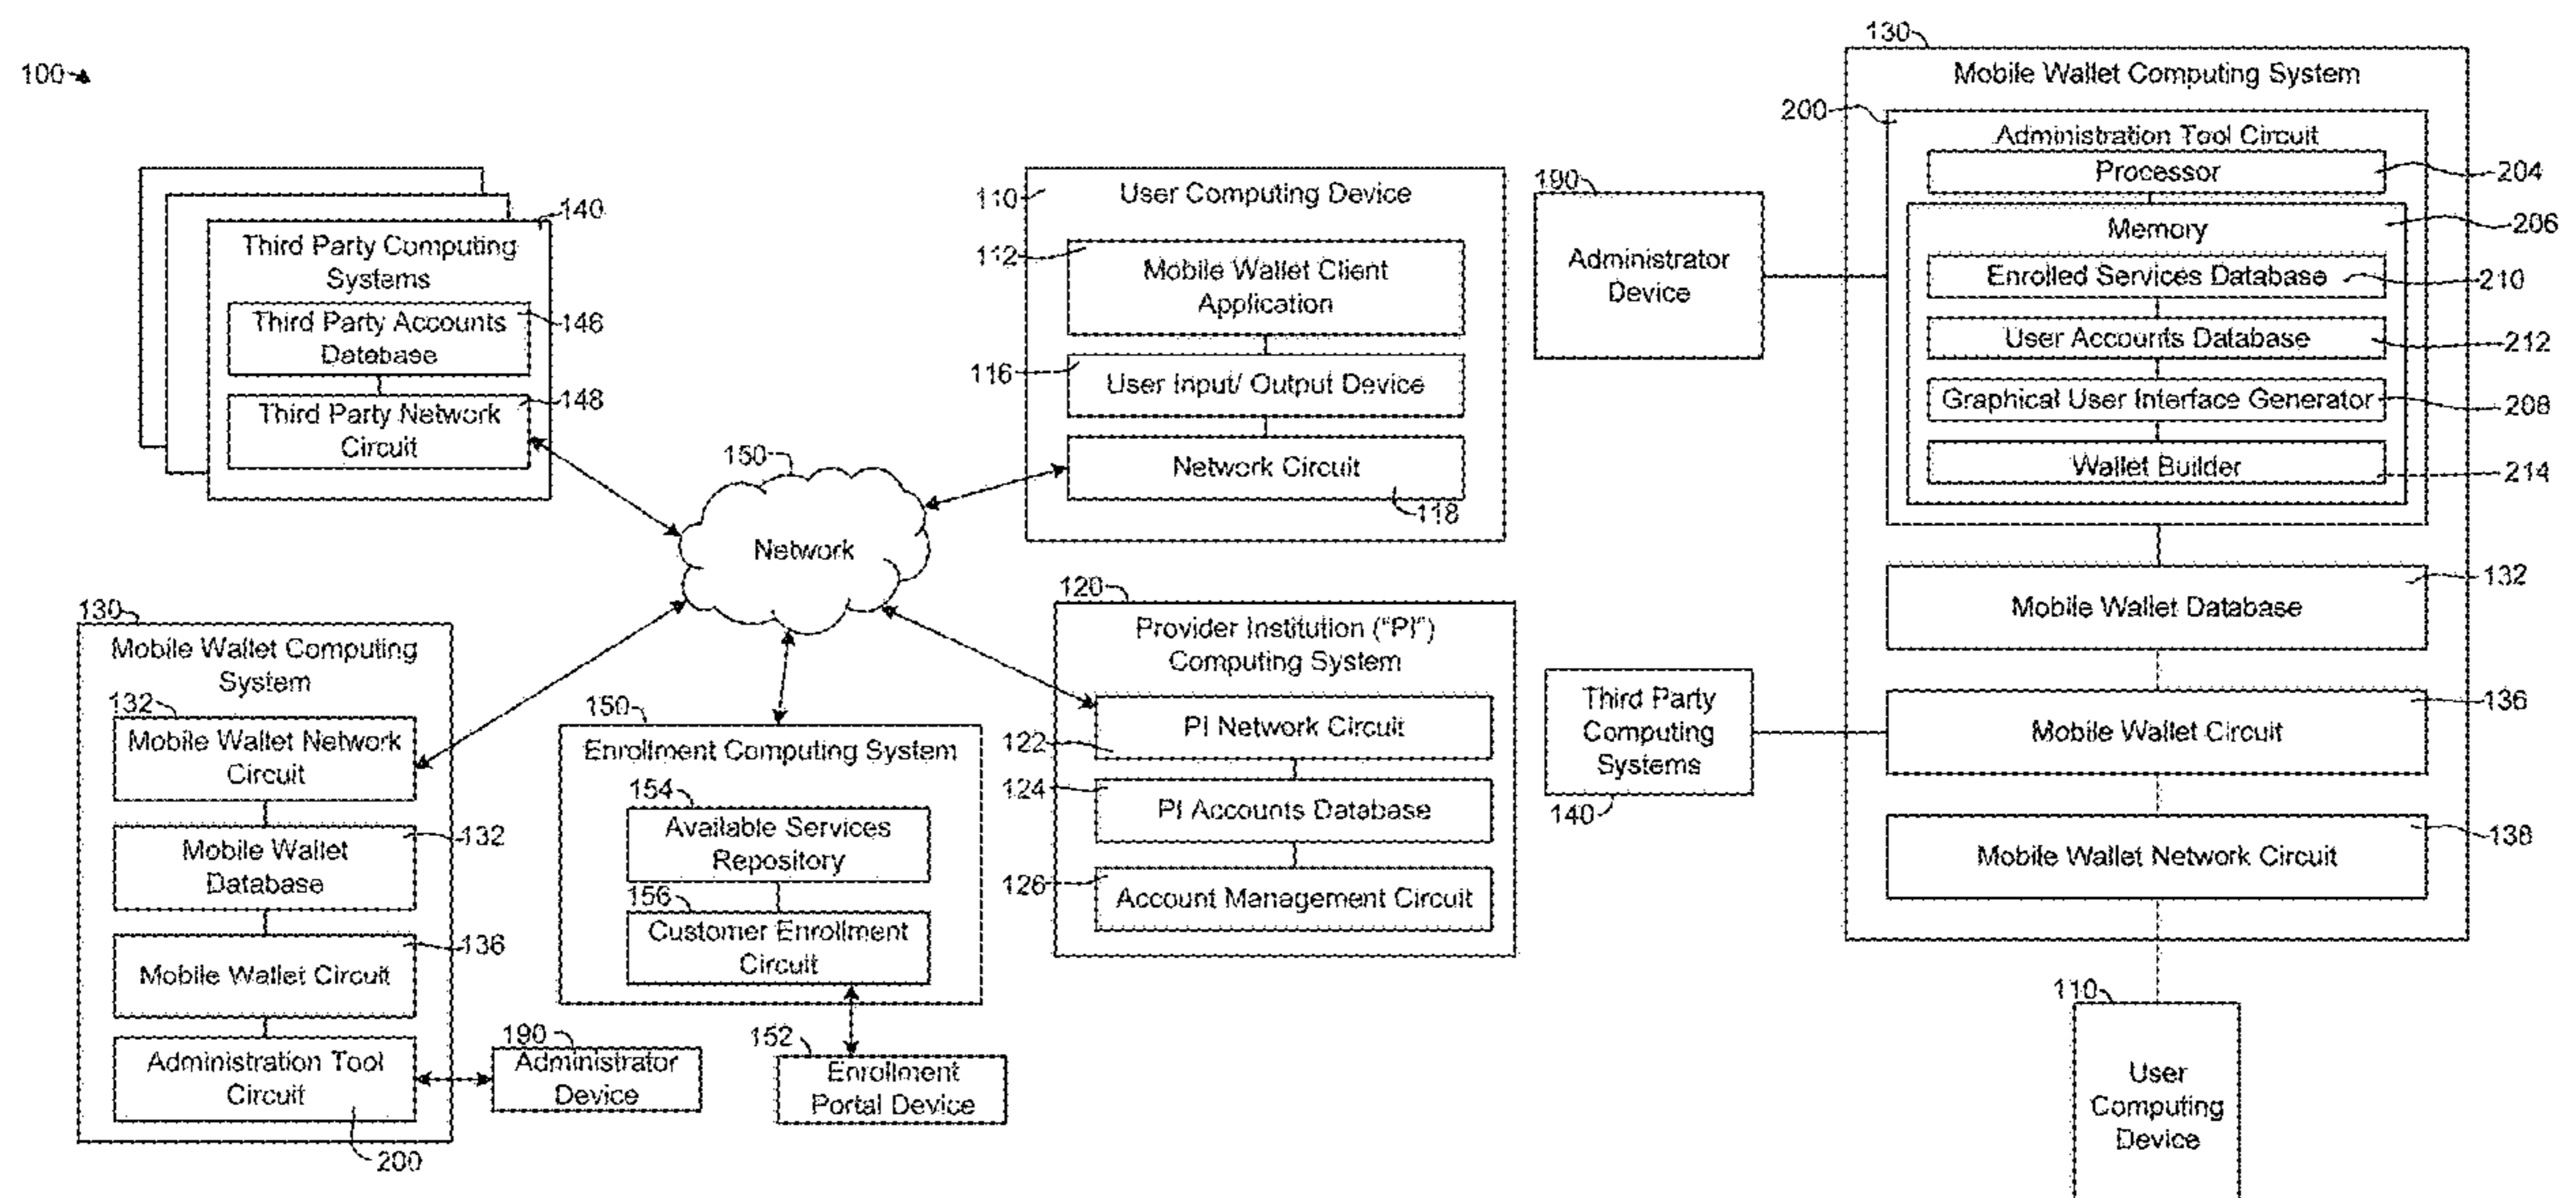 100
140
Third Party Computing
Systems
Third Party Accounts
Database
146
Third Party Network
Circuit
148
150
Network
110
User Computing Device
112
Mobile Wallet Client
Application
116
User Input/ Output Device
Network Circuit
118
130
Mobile Wallet Computing
System
132
Mobile Wallet Network
Circuit
Mobile Wallet
Database
132
Mobile Wallet Circuit
136
Administration Tool
Circuit
200
190
Administrator
Device
150
Enrollment Computing System
154
Available Services
Repository
156
Customer Enrollment
Circuit
152
Enrollment
Portal Device
120
Provider Institution ("PI")
Computing System
PI Network Circuit
122
124
PI Accounts Database
126
Account Management Circuit
190
Administrator
Device
Third Party
Computing
Systems
140
130
Mobile Wallet Computing System
200
Administration Tool Circuit
Processor
204
Memory
206
Enrolled Services Database
210
User Accounts Database
212
Graphical User Interface Generator
208
Wallet Builder
214
Mobile Wallet Database
132
Mobile Wallet Circuit
136
Mobile Wallet Network Circuit
138
110
User
Computing
Device